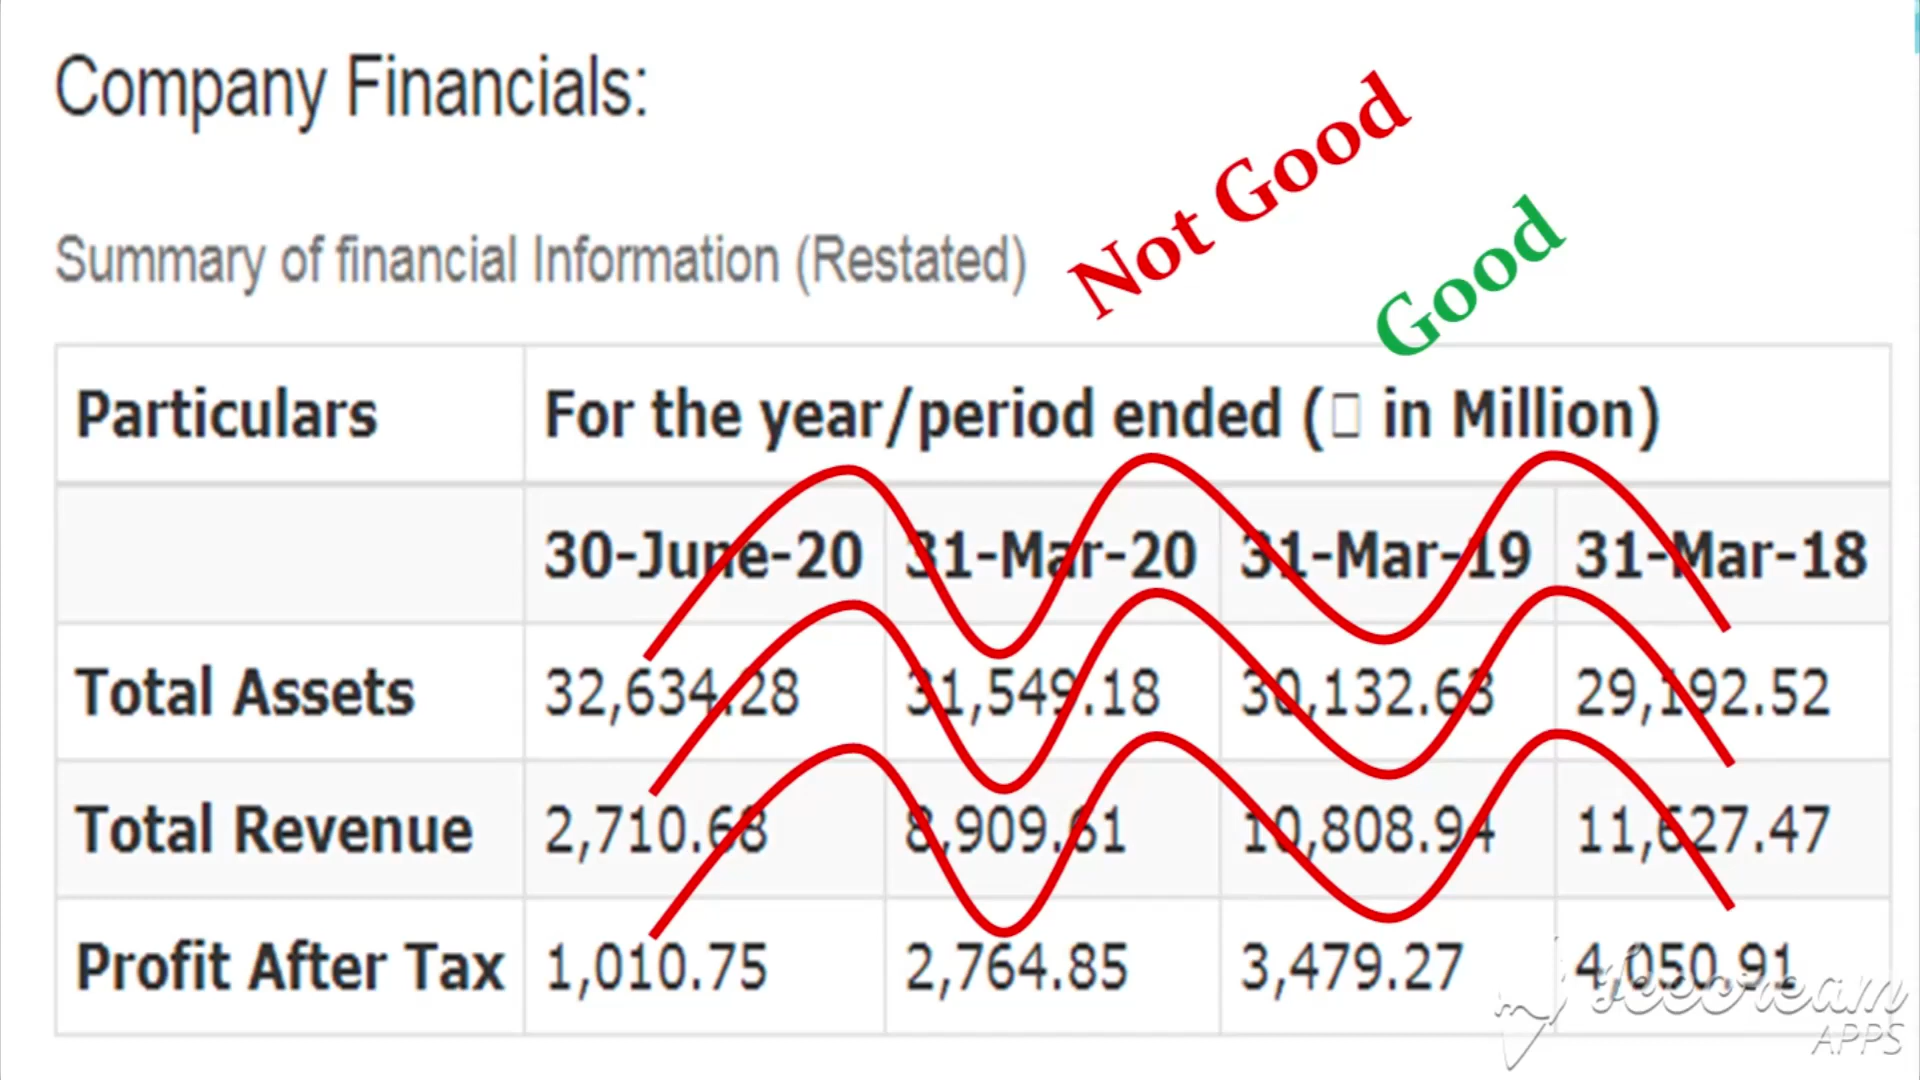 Company Financials:
Not Good
Good
Summary of financial Information (Restated)
Particulars For the year/period ended (▯ in Million)
30-June-20 31-Mar-20 31-Mar-19 31-Mar-18
Total Assets 32,634.28 31,549.18 30,132.63 29,192.52
Total Revenue 2,710.68 8,909.61 10,808.94 11,627.47
Profit After Tax 1,010.75 2,764.85 3,479.27 4,050.91
Icecream
APPS